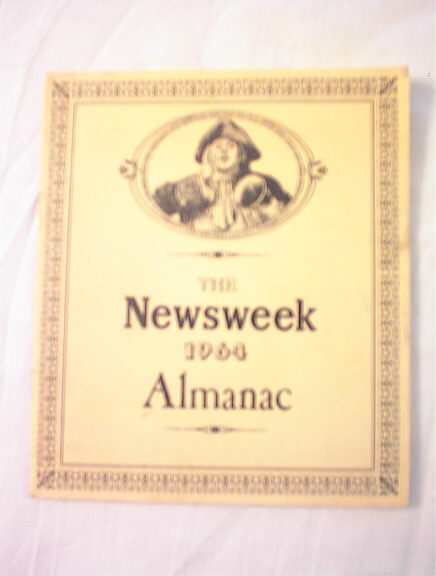 THE
Newsweek
1964
Almanac